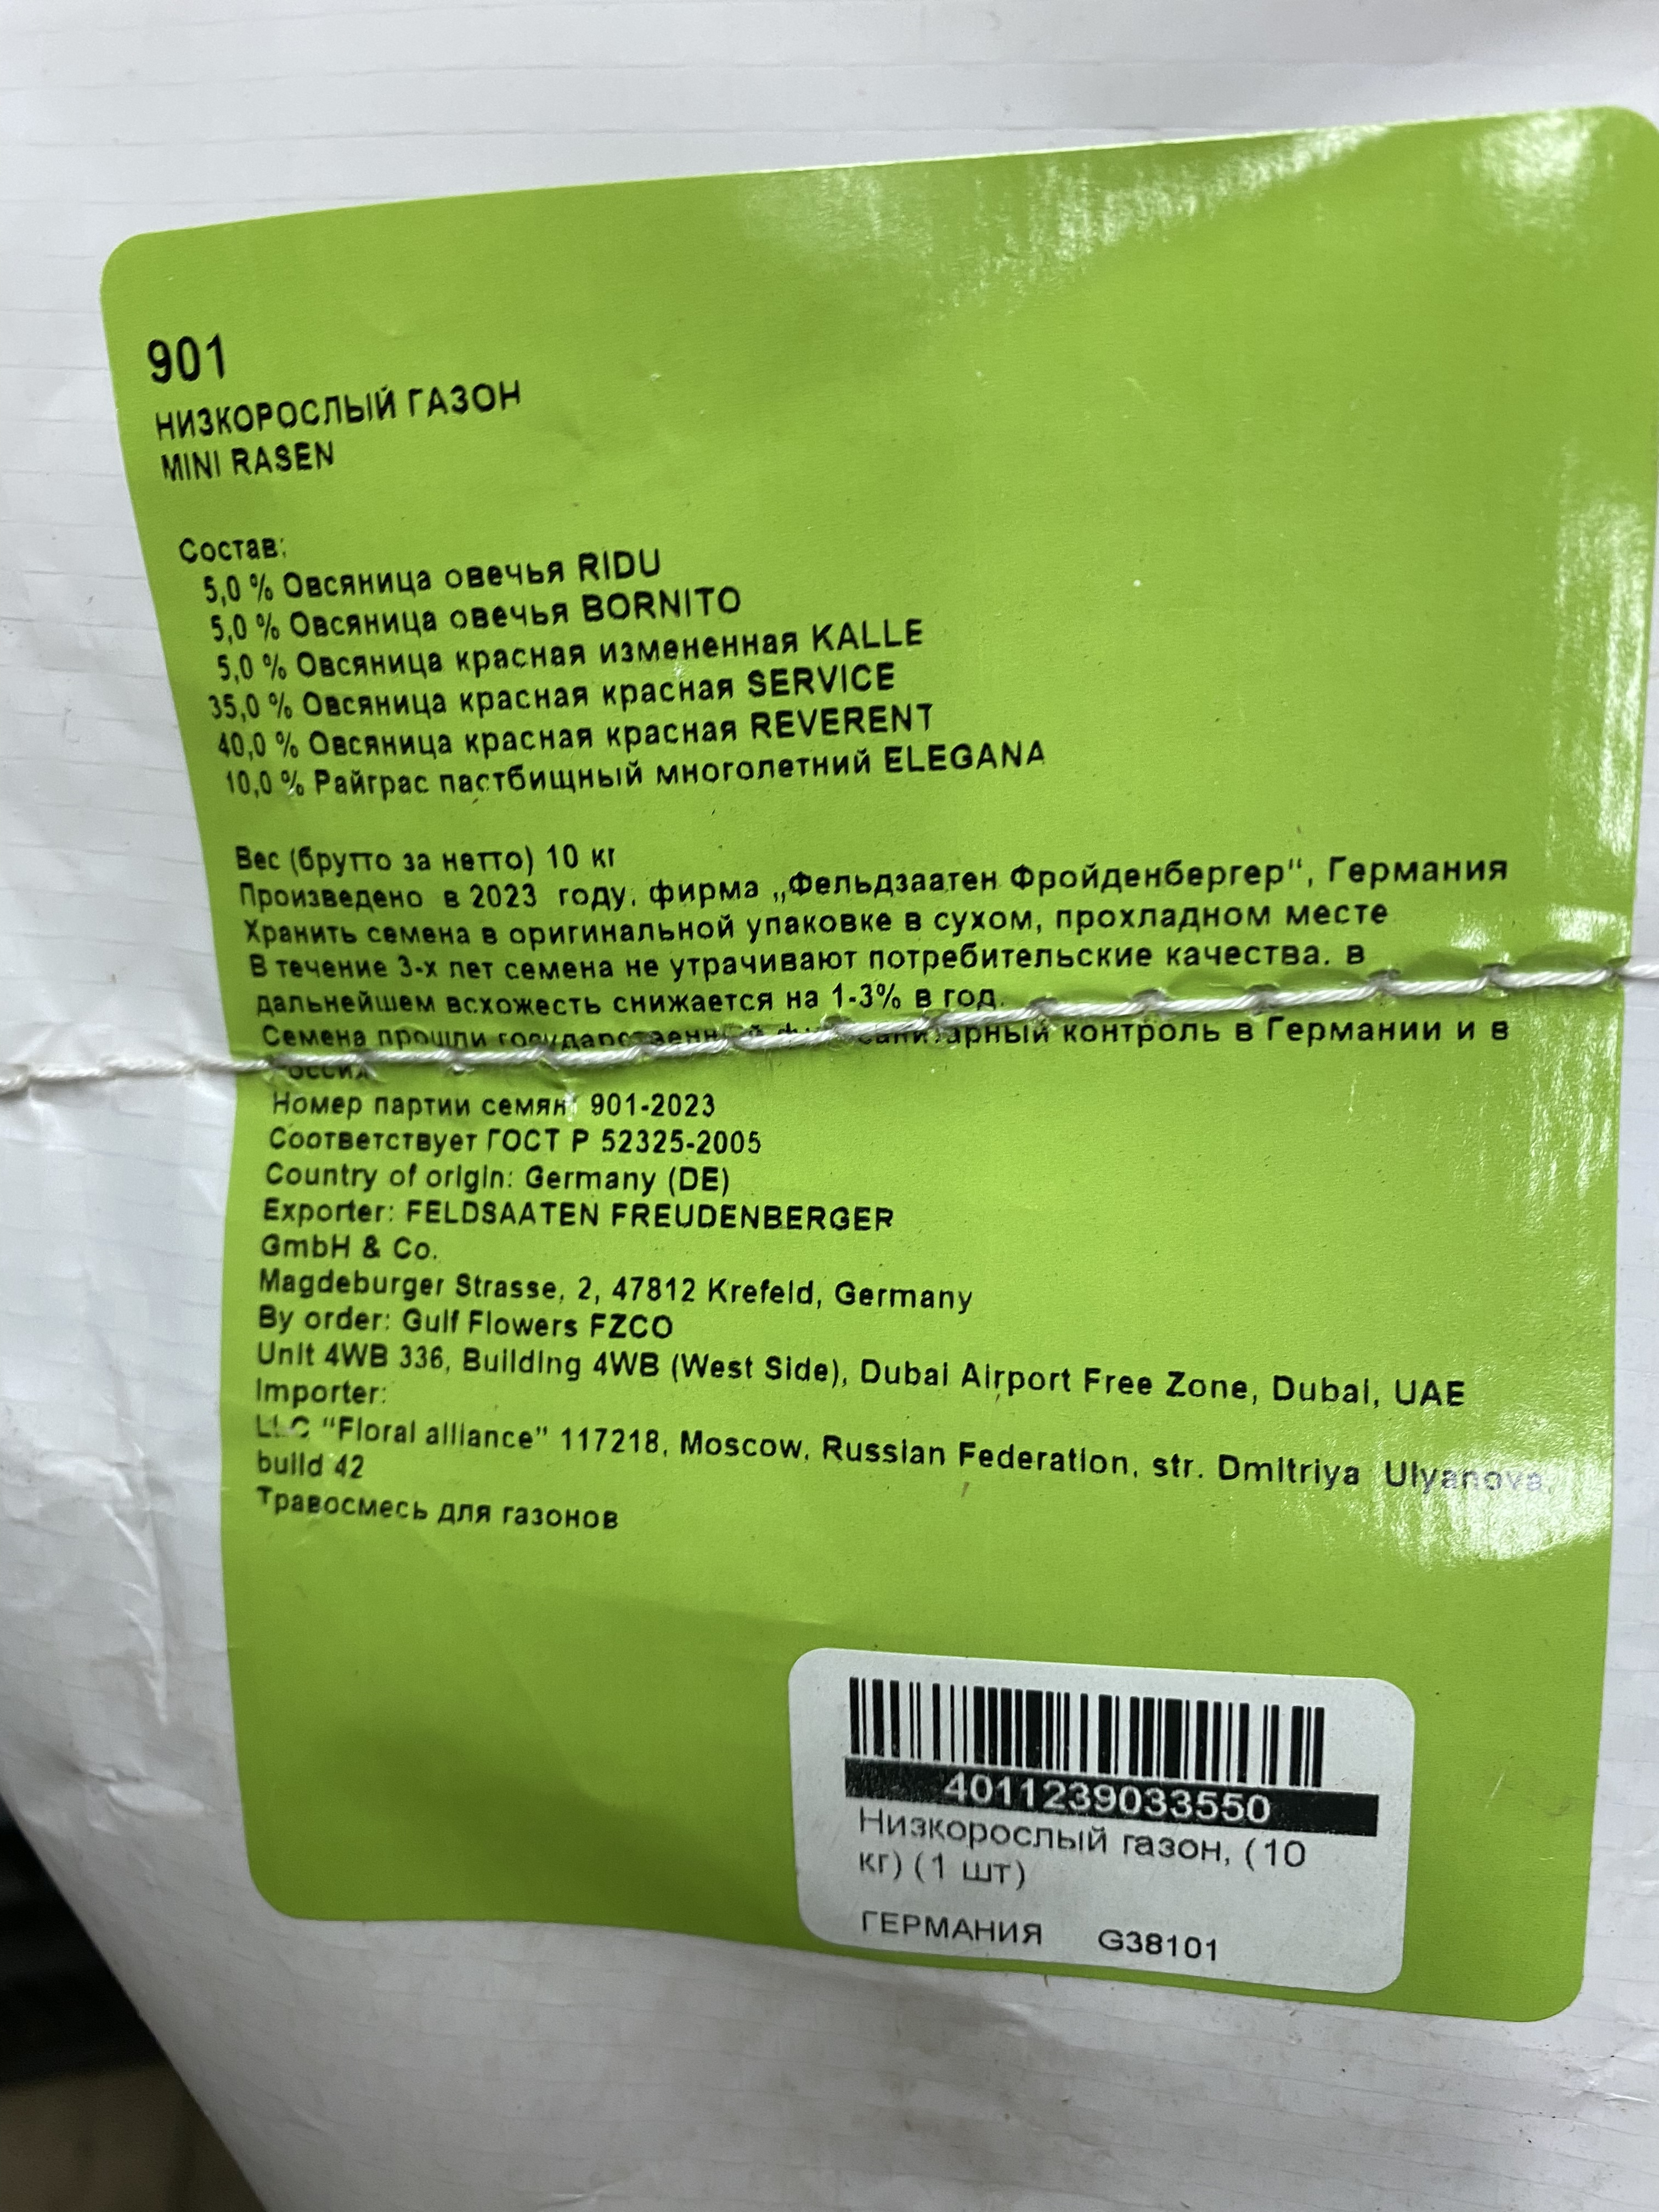 901
НИЗКОРОСЛЫЙ ГАЗОН
MINI RASEN
Состав:
5,0 % Овсяница овечья RIDU
5,0 % Овсяница овечья BORNITO
5,0 % Овсяница красная измененная KALLE
35,0 % Овсяница красная красная SERVICE
40,0 % Овсяница красная красная REVERENT
10,0 % Райграс пастбищный многолетний ELEGANA
Вес (брутто за нетто) 10 кг
Произведено в 2023 году, фирма „Фельдзаатен Фройденбергер“, Германия
Хранить семена в оригинальной упаковке в сухом, прохладном месте
В течение 3-х лет семена не утрачивают потребительские качества. в
дальнейшем всхожесть снижается на 1-3% в год.
Семена прошли государственный контроль в Германии и в
России
Номер партии семян: 901-2023
Соответствует ГОСТ Р 52325-2005
Country of origin: Germany (DE)
Exporter: FELDSAATEN FREUDENBERGER
GmbH & Co.
Magdeburger Strasse, 2, 47812 Krefeld, Germany
By order: Gulf Flowers FZCO
Unit 4WB 336, Building 4WB (West Side), Dubai Airport Free Zone, Dubai, UAE
Importer:
LLC “Floral alliance” 117218, Moscow, Russian Federation, str. Dmitriya Ulyanova,
build 42
Травосмесь для газонов
4011239033550
Низкорослый газон, (10
кг) (1 шт)
ГЕРМАНИЯ G38101